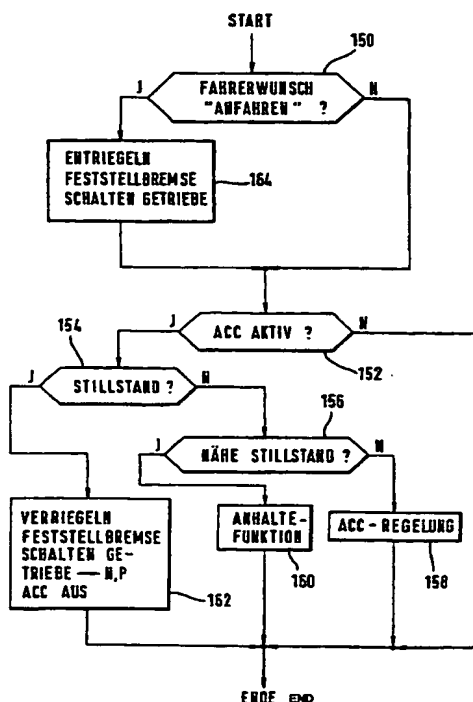 START
150
J
FAHRERWUNSCH
"ANFAHREN" ?
N
ENTRIEGELN
FESTSTELLBREMSE
SCHALTEN GETRIEBE
164
J
ACC AKTIV ?
N
152
154
J
STILLSTAND ?
N
156
J
NÄHE STILLSTAND ?
N
VERRIEGELN
FESTSTELLBREMSE
SCHALTEN GE-
TRIEBE — N,P
ACC AUS
162
ANHALTE-
FUNKTION
160
ACC-REGELUNG
158
ENDE END